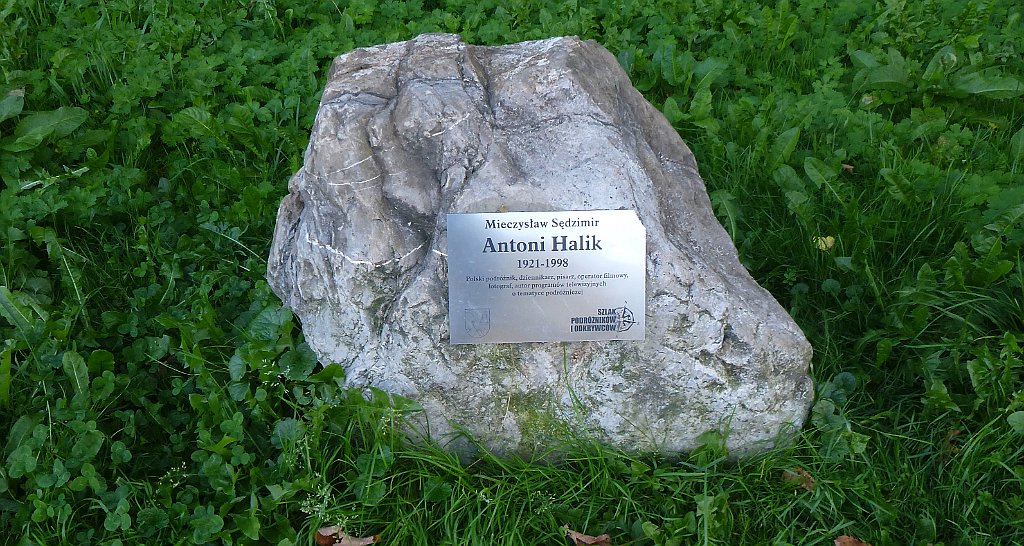 Mieczysław Sędzimir
Antoni Halik
1921-1998
Polski podróżnik, dziennikarz, pisarz, operator filmowy,
fotograf, autor programów telewizyjnych
o tematyce podróżniczej
SZLAK
PODRÓŻNIKÓW
I ODKRYWCÓW